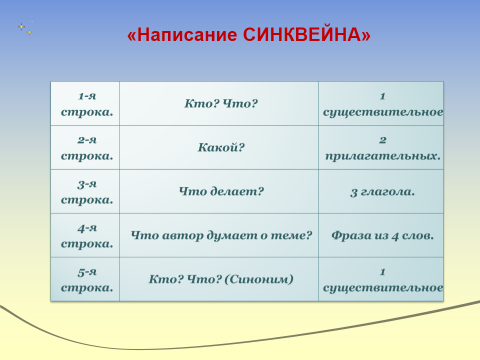 «Написание СИНКВЕЙНА»
1-я строка. Кто? Что? 1 существительное
2-я строка. Какой? 2 прилагательных.
3-я строка. Что делает? 3 глагола.
4-я строка. Что автор думает о теме? Фраза из 4 слов.
5-я строка. Кто? Что? (Синоним) 1 существительное